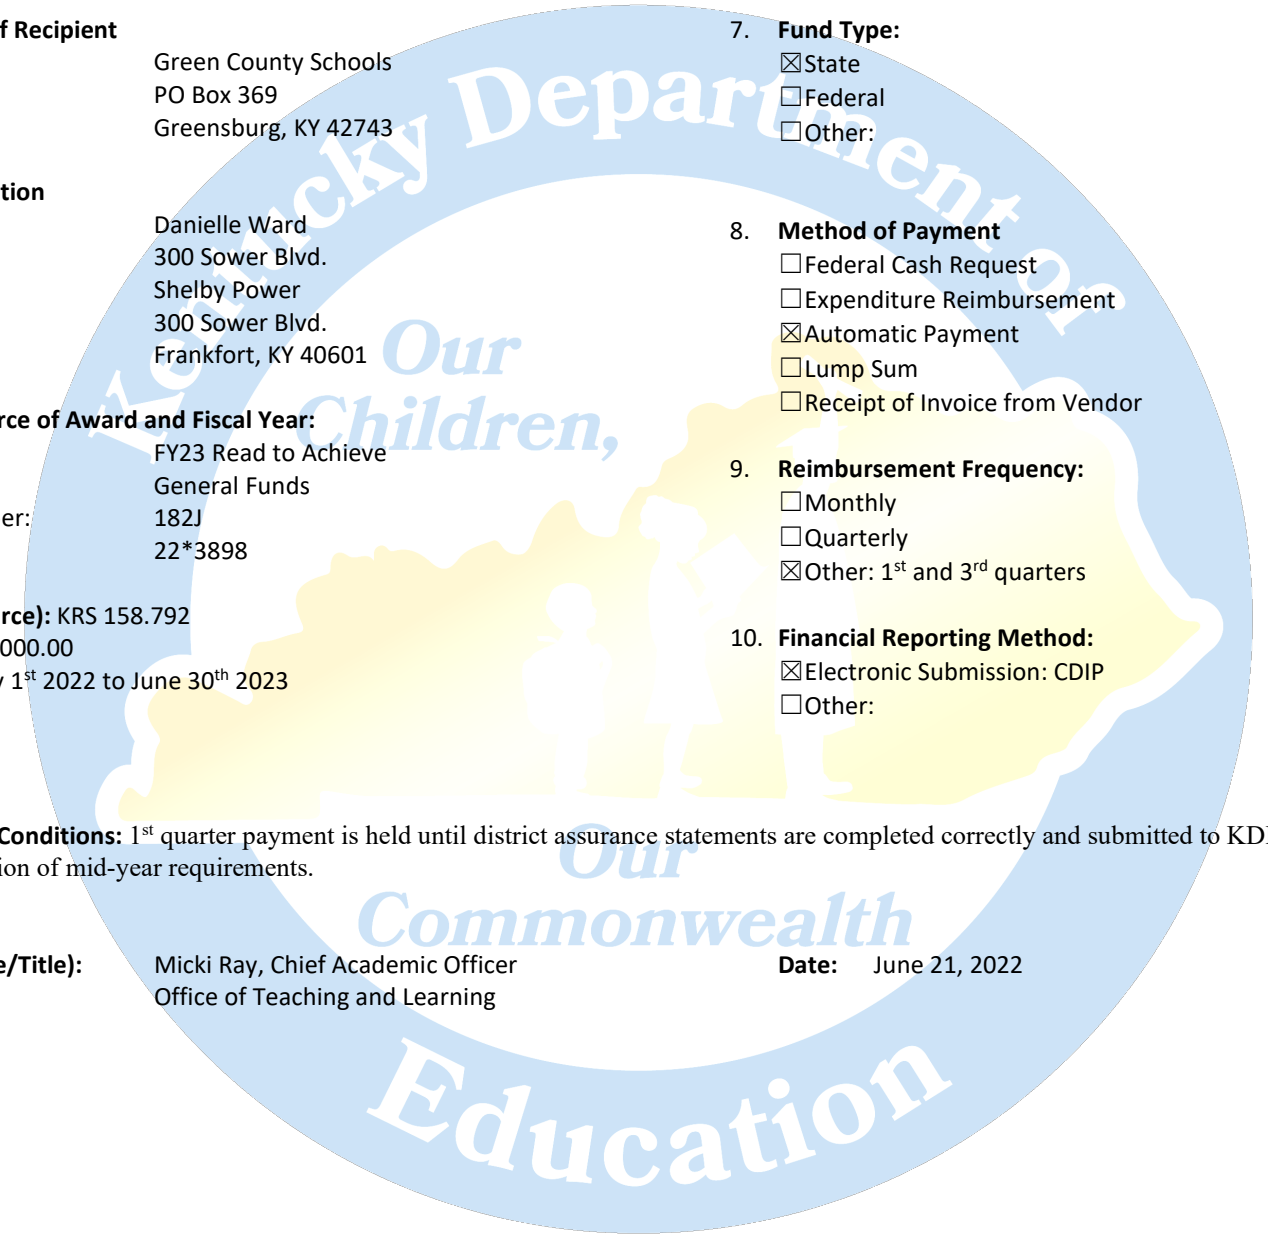 f Recipient
Green County Schools
PO Box 369
Greensburg, KY 42743
tion
Danielle Ward
300 Sower Blvd.
Shelby Power
300 Sower Blvd.
Frankfort, KY 40601
rce of Award and Fiscal Year:
FY23 Read to Achieve
General Funds
er: 182J
22*3898
rce): KRS 158.792
000.00
y 1st 2022 to June 30th 2023
7. Fund Type:
☒State
☐Federal
☐Other:
8. Method of Payment
☐Federal Cash Request
☐Expenditure Reimbursement
☒Automatic Payment
☐Lump Sum
☐Receipt of Invoice from Vendor
9. Reimbursement Frequency:
☐Monthly
☐Quarterly
☒Other: 1st and 3rd quarters
10. Financial Reporting Method:
☒Electronic Submission: CDIP
☐Other:
Conditions: 1st quarter payment is held until district assurance statements are completed correctly and submitted to KDE
ion of mid-year requirements.
e/Title): Micki Ray, Chief Academic Officer Date: June 21, 2022
Office of Teaching and Learning
Kentucky Department of
Education
Our
Children,
Our
Commonwealth